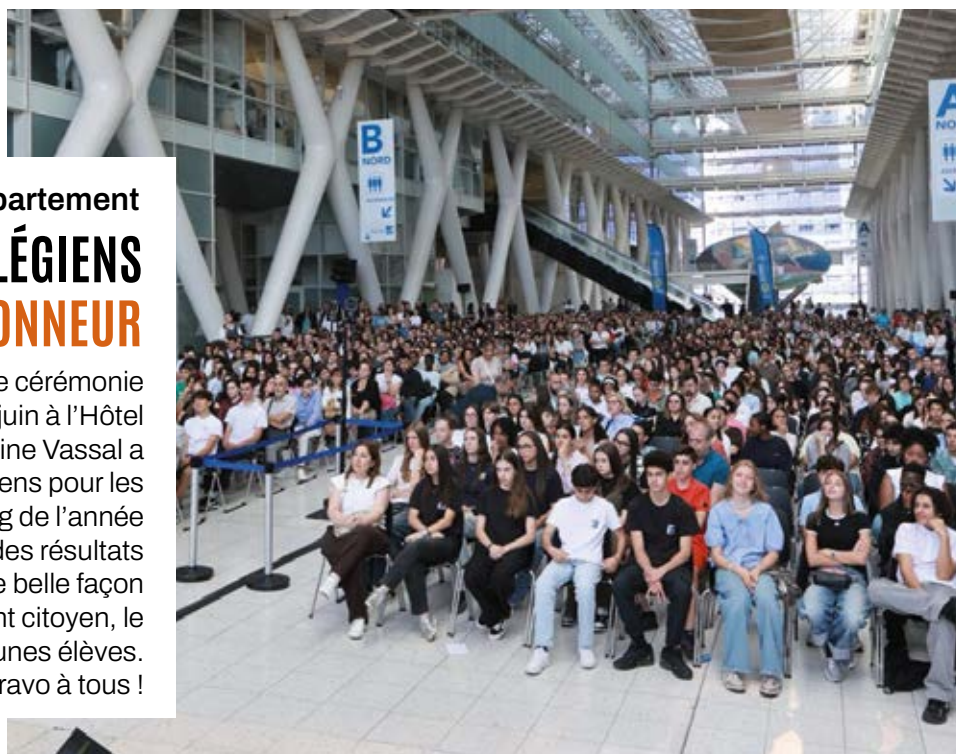 partement
LÉGIENS
ONNEUR
e cérémonie
juin à l’Hôtel
ine Vassal a
ens pour les
g de l’année
des résultats
e belle façon
nt citoyen, le
unes élèves.
ravo à tous !
B
NORD
A
NO
A